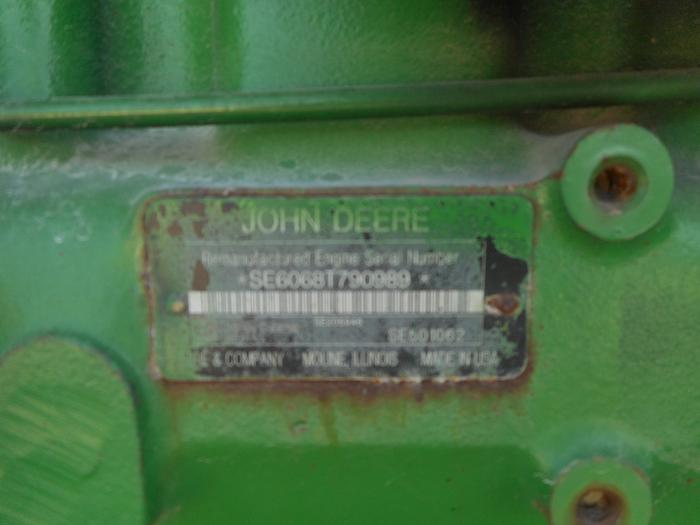 JOHN DEERE
Remanufactured Engine Serial Number
*SE6068T790989*
SE501062
& COMPANY MOLINE, ILLINOIS MADE IN USA